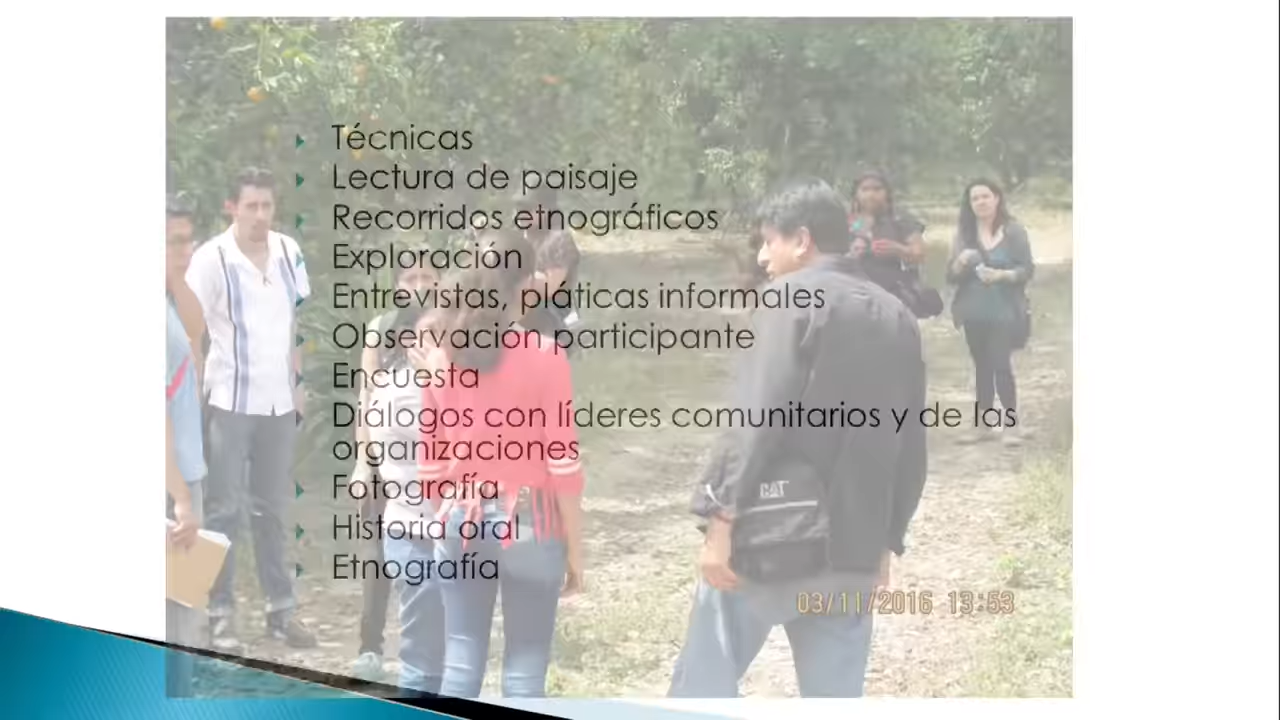 Técnicas
Lectura de paisaje
Recorridos etnográficos
Exploración
Entrevistas, pláticas informales
Observación participante
Encuesta
Diálogos con líderes comunitarios y de las
organizaciones
Fotografía
Historia oral
Etnografía
CAT
03/11/2016 13:53